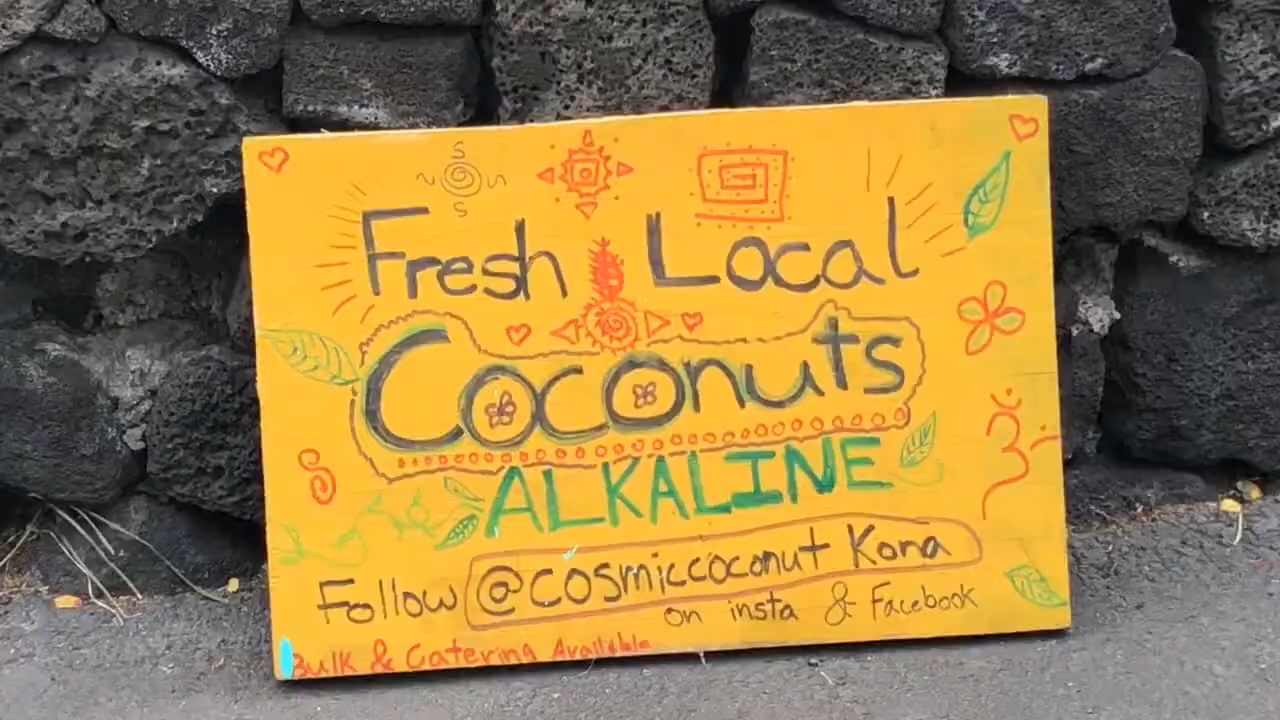 Fresh Local
Coconuts
ALKALINE
Follow @cosmiccoconut Kona
on insta & Facebook
Bulk & Catering Available